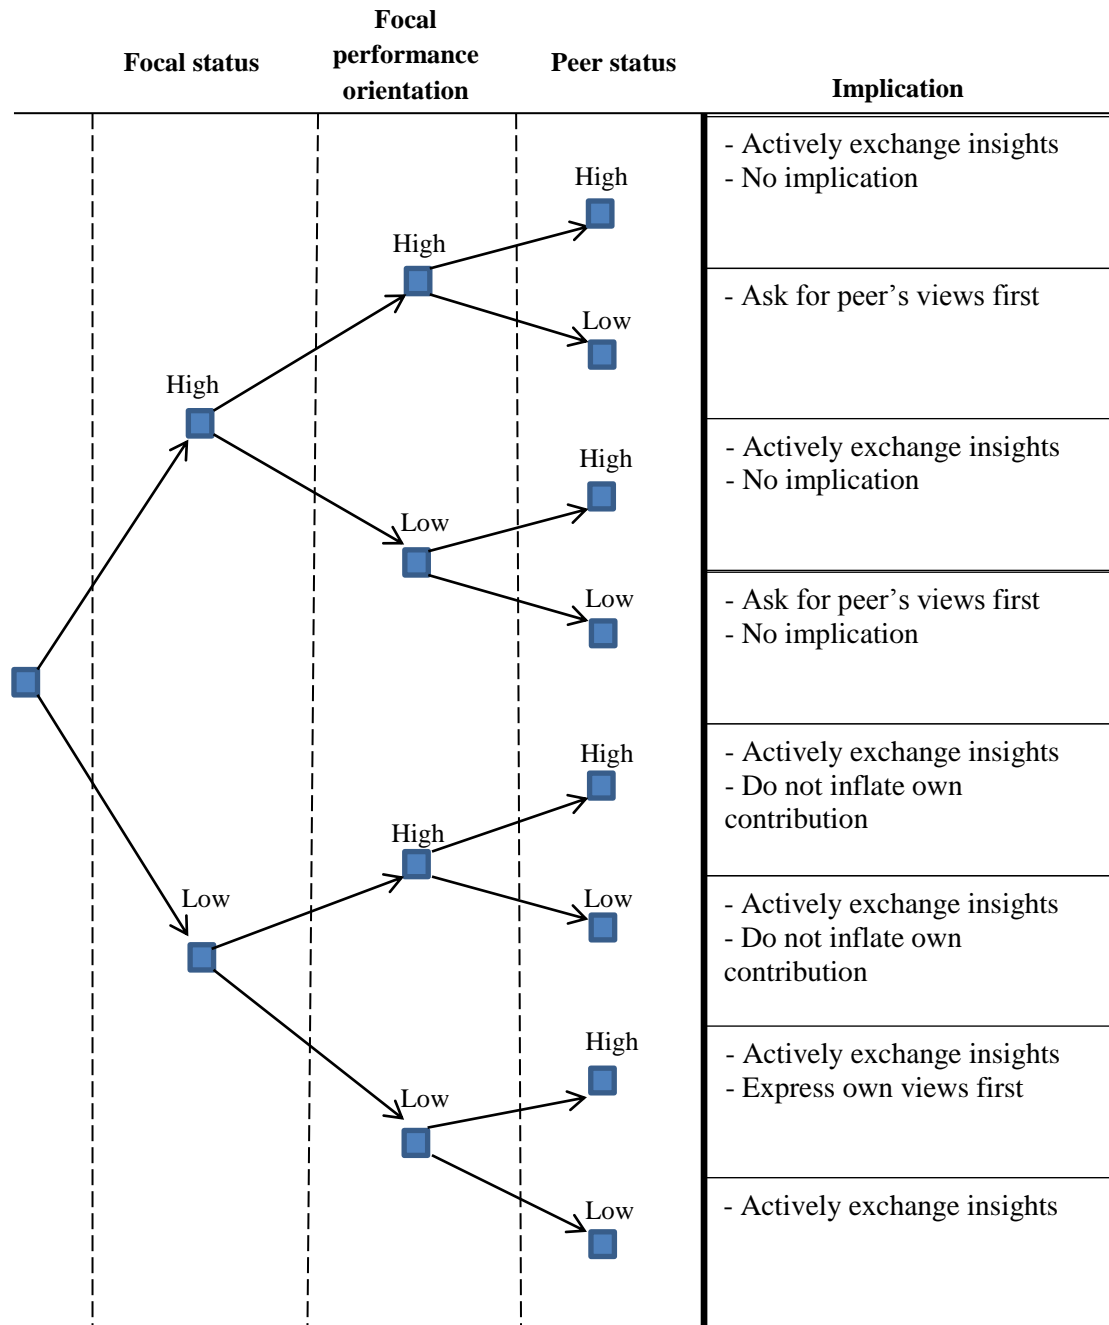 Focal status
Focal
performance
orientation
Peer status
Implication
High
High
High
Low
Low
High
Low
Low
High
High
Low
Low
High
Low
- Actively exchange insights
- No implication
- Ask for peer’s views first
- Actively exchange insights
- No implication
- Ask for peer’s views first
- No implication
- Actively exchange insights
- Do not inflate own
contribution
- Actively exchange insights
- Do not inflate own
contribution
- Actively exchange insights
- Express own views first
- Actively exchange insights